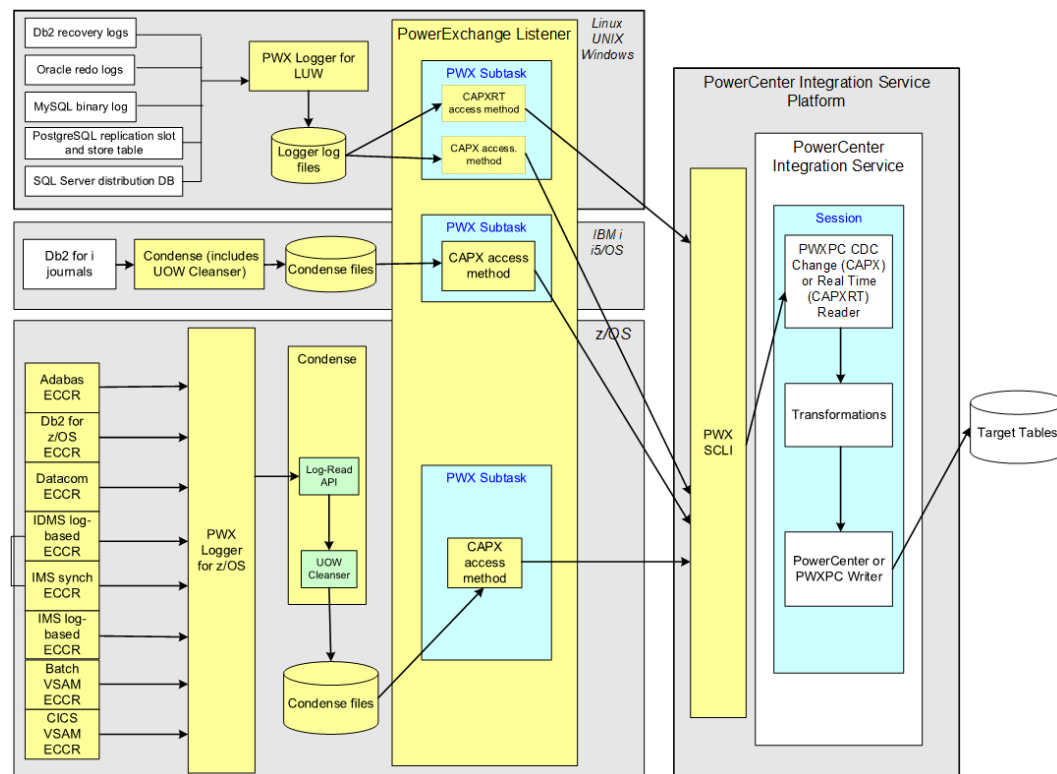 Linux
UNIX
Windows
Db2 recovery logs
Oracle redo logs
MySQL binary log
PostgreSQL replication slot
and store table
SQL Server distribution DB
PWX Logger for
LUW
Logger log
files
PowerExchange Listener
PWX Subtask
CAPXRT
access method
CAPX access.
method
IBM i
i5/OS
Db2 for i
journals
Condense (includes
UOW Cleanser)
Condense files
PWX Subtask
CAPX access
method
z/OS
Adabas
ECCR
Db2 for
z/OS
ECCR
Datacom
ECCR
IDMS log-
based
ECCR
IMS synch
ECCR
IMS log-
based
ECCR
Batch
VSAM
ECCR
CICS
VSAM
ECCR
PWX
Logger
for z/OS
Condense
Log-Read
API
UOW
Cleanser
Condense files
PWX Subtask
CAPX
access
method
PowerCenter Integration Service
Platform
PWX
SCLI
PowerCenter
Integration Service
Session
PWXPC CDC
Change (CAPX)
or Real Time
(CAPXRT)
Reader
Transformations
PowerCenter or
PWXPC Writer
Target Tables